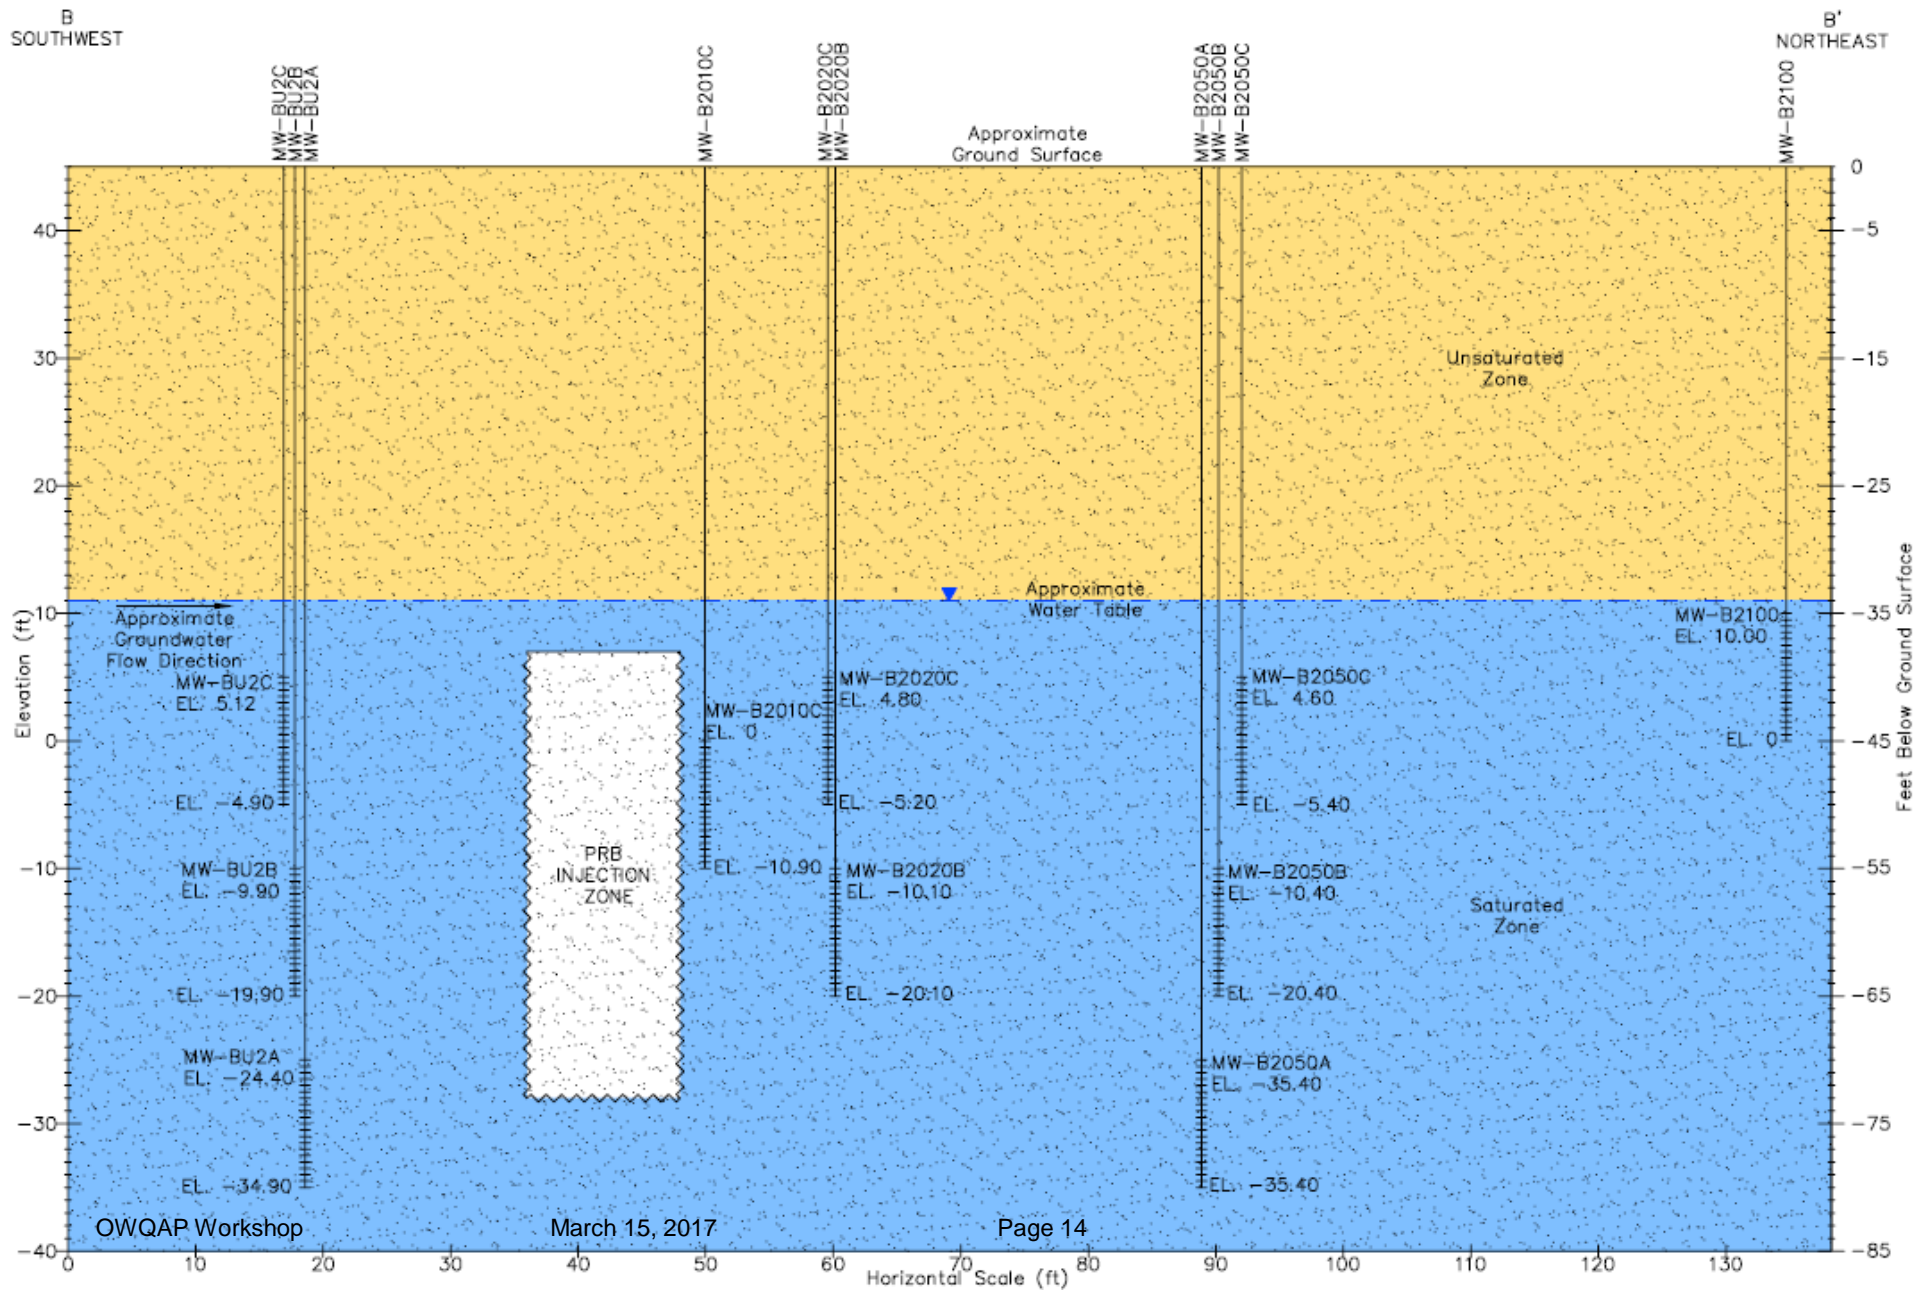 B
SOUTHWEST
B'
NORTHEAST
MW-BU2C
MW-BU2B
MW-BU2A
MW-B2010C
MW-B2020C
MW-B2020B
MW-B2050A
MW-B2050B
MW-B2050C
MW-B2100
Approximate
Ground Surface
40
30
20
10
0
-10
-20
-30
-40
Elevation (ft)
0
-5
-15
-25
-35
-45
-55
-65
-75
-85
Feet Below Ground Surface
Unsaturated
Zone
Approximate
Water Table
Approximate
Groundwater
Flow Direction
MW-BU2C
EL. 5.12
EL. -4.90
MW-BU2B
EL. -9.90
EL. -19.90
MW-BU2A
EL. -24.40
EL. -34.90
PRB
INJECTION
ZONE
MW-B2010C
EL. 0
EL. -10.90
MW-B2020C
EL. 4.80
EL. -5.20
MW-B2020B
EL. -10.10
EL. -20.10
MW-B2050C
EL. 4.60
EL. -5.40
MW-B2050B
EL. -10.40
EL. -20.40
MW-B2050A
EL. -35.40
EL. -35.40
MW-B2100
EL. 10.00
EL. 0
Saturated
Zone
OWQAP Workshop
March 15, 2017
Page 14
0
10
20
30
40
50
60
70
80
90
100
110
120
130
Horizontal Scale (ft)